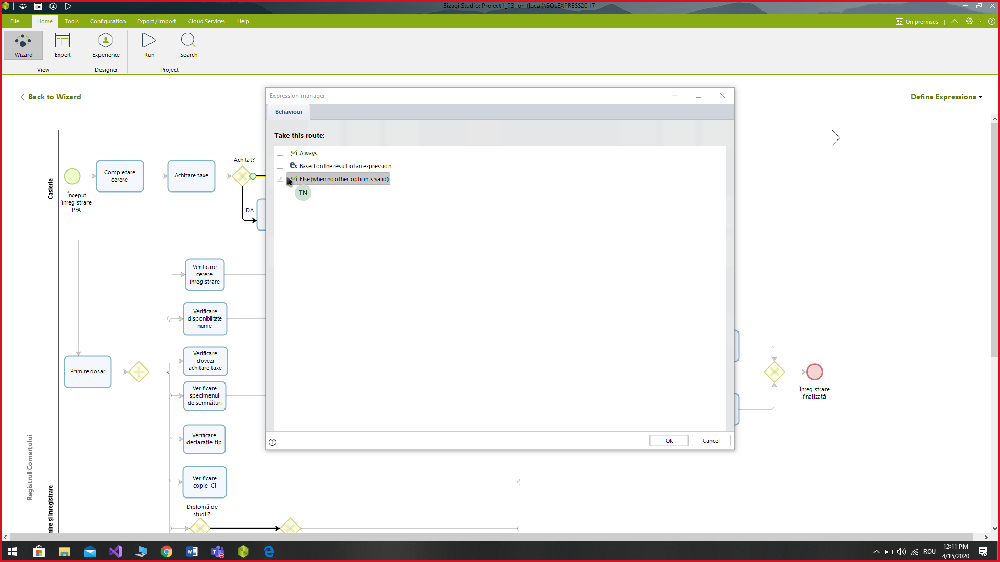 Bizagi Studio: Proiect1_P3 on (local)\SQLEXPRESS2017
File Home Tools Configuration Export / Import Cloud Services Help
On premises
Wizard Expert Experience Run Search
View Designer Project
Back to Wizard
Define Expressions
Expression manager
Behaviour
Take this route:
Always
Based on the result of an expression
Else (when no other option is valid)
TN
OK Cancel
Registrul Comerțului
Casierie
Început
înregistrare
PFA
Completare
cerere
Achitare taxe
Achitat?
DA
mire și înregistrare
Primire dosar
Verificare
cerere
înregistrare
Verificare
disponibilitate
nume
Verificare
dovezi
achitare taxe
Verificare
specimenul
de semnături
Verificare
declarație-tip
Verificare
copie CI
Diplomă de
studii?
Înregistrare
finalizată
ROU
12:11 PM
4/15/2020